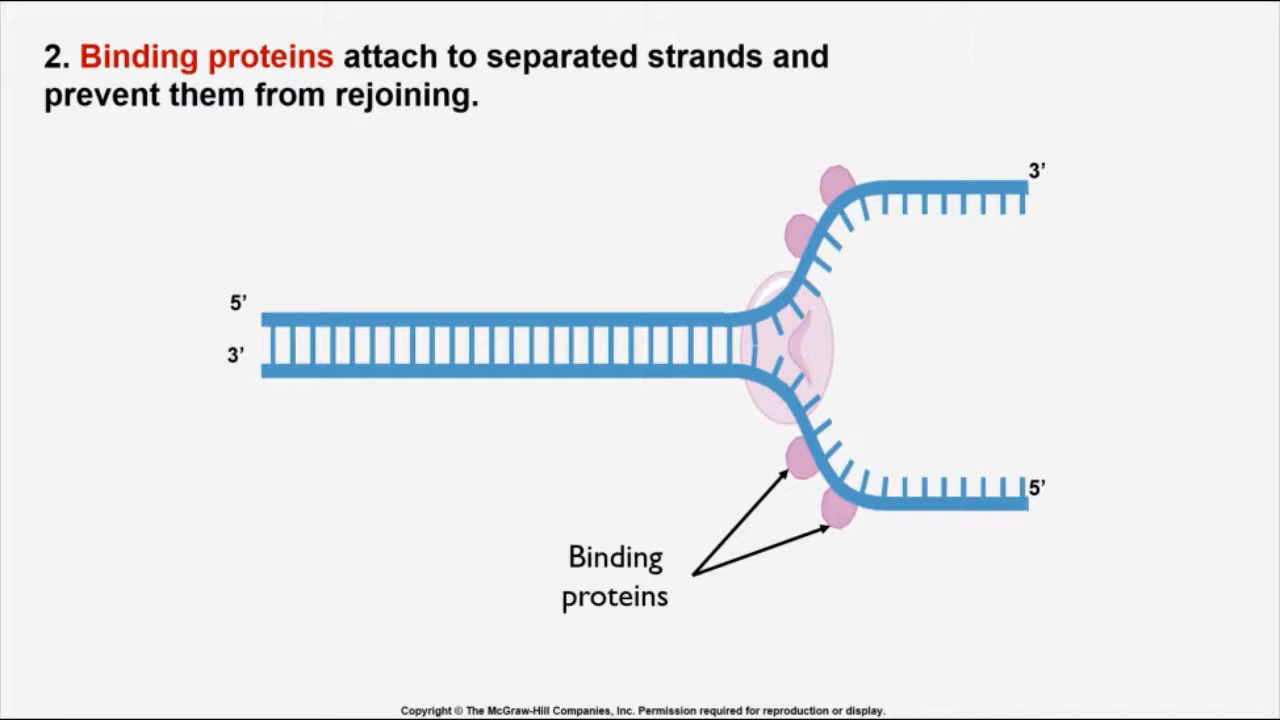 2. Binding proteins attach to separated strands and
prevent them from rejoining.
3’
5’
3’
5’
Binding
proteins
Copyright © The McGraw-Hill Companies, Inc. Permission required for reproduction or display.